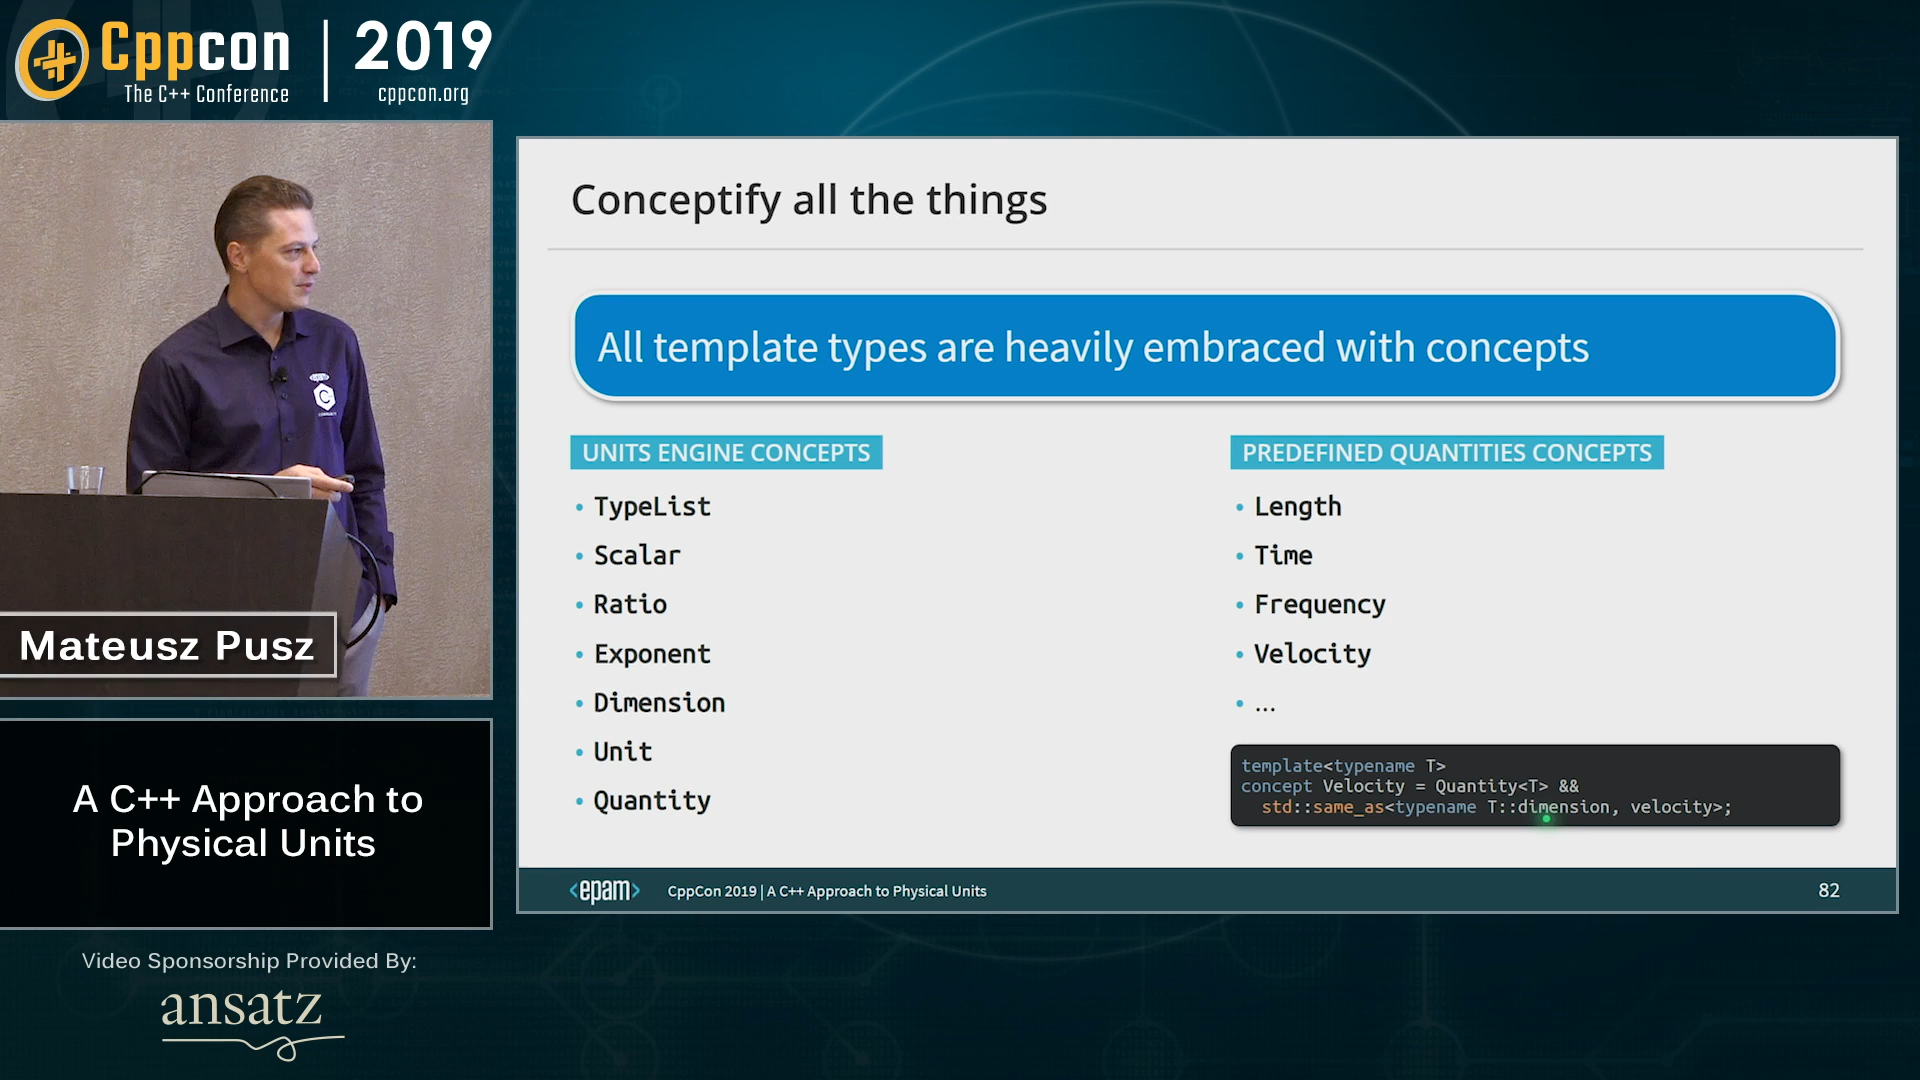 Cppcon
The C++ Conference
2019
cppcon.org
Mateusz Pusz
A C++ Approach to
Physical Units
Video Sponsorship Provided By:
ansatz
Conceptify all the things
All template types are heavily embraced with concepts
UNITS ENGINE CONCEPTS
• TypeList
• Scalar
• Ratio
• Exponent
• Dimension
• Unit
• Quantity
PREDEFINED QUANTITIES CONCEPTS
• Length
• Time
• Frequency
• Velocity
• ...
template<typename T>
concept Velocity = Quantity<T> &&
  std::same_as<typename T::dimension, velocity>;
<epam>
CppCon 2019 | A C++ Approach to Physical Units
82